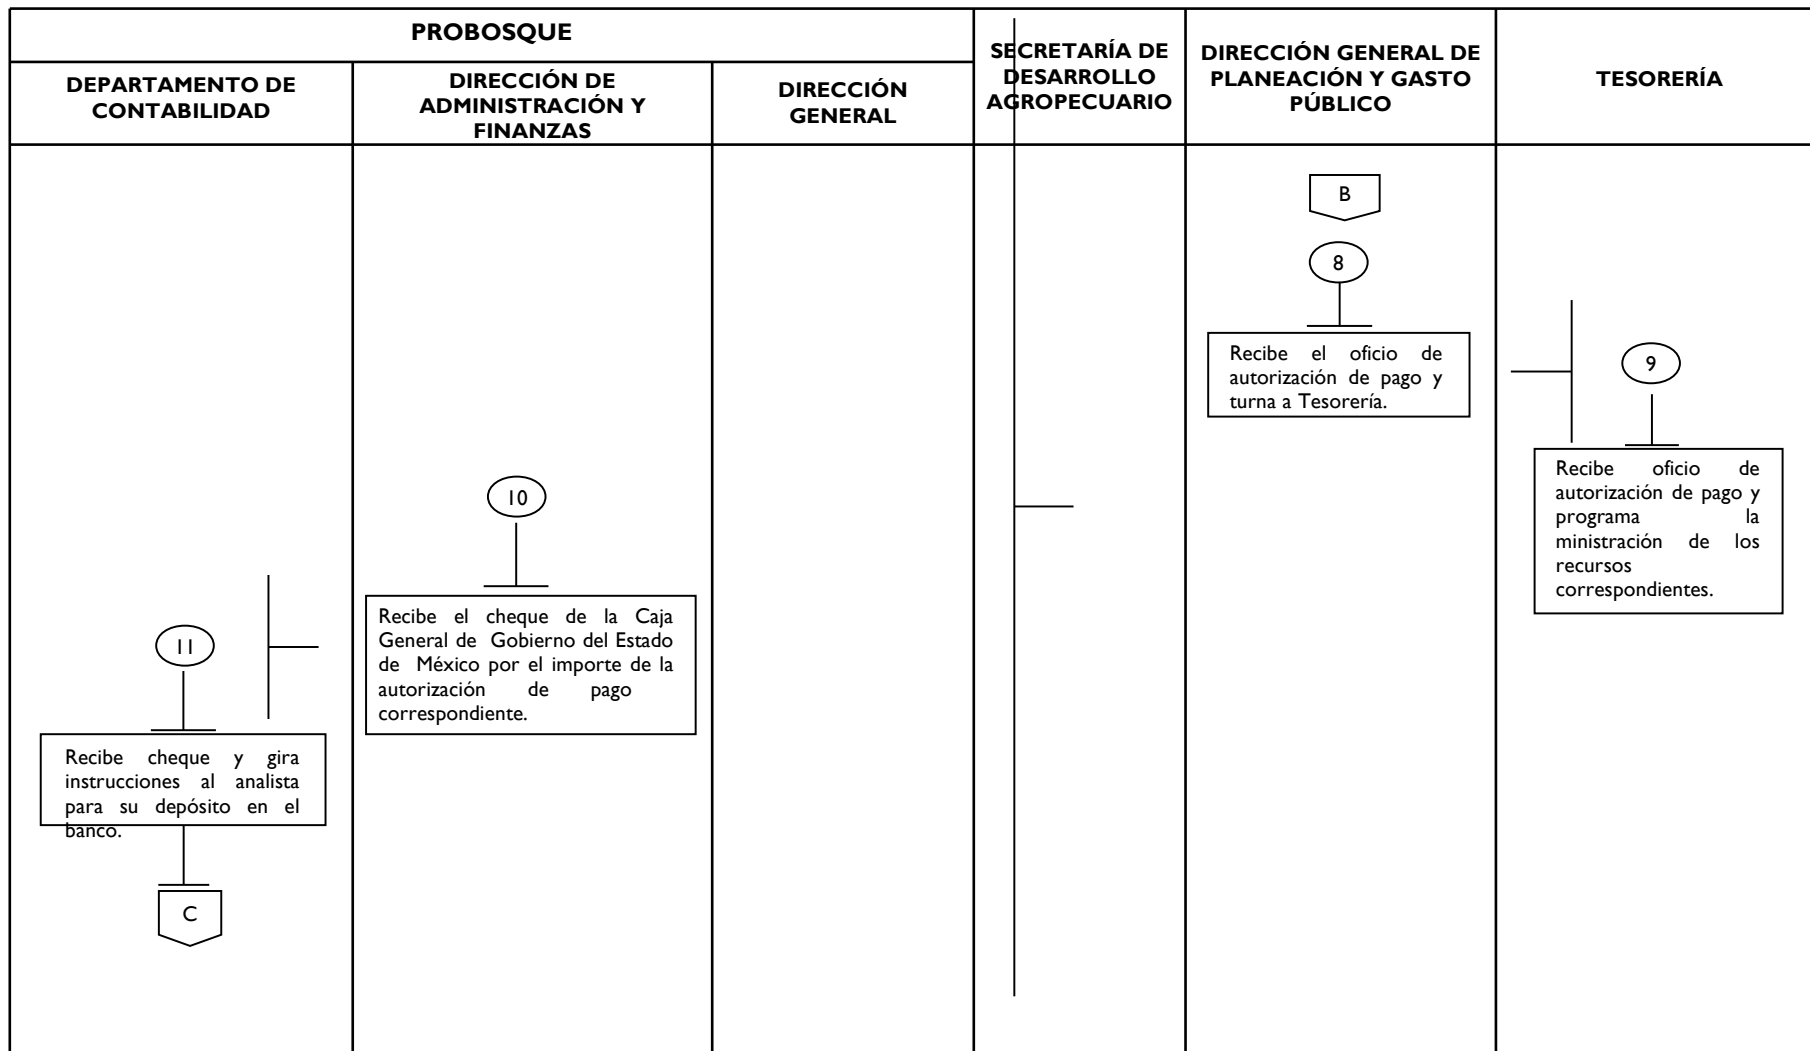 PROBOSQUE
SECRETARÍA DE
DESARROLLO
AGROPECUARIO
DIRECCIÓN GENERAL DE
PLANEACIÓN Y GASTO
PÚBLICO
TESORERÍA
DEPARTAMENTO DE
CONTABILIDAD
DIRECCIÓN DE
ADMINISTRACIÓN Y
FINANZAS
DIRECCIÓN
GENERAL
B
8
Recibe el oficio de
autorización de pago y
turna a Tesorería.
9
Recibe oficio de
autorización de pago y
programa la
ministración de los
recursos
correspondientes.
10
Recibe el cheque de la Caja
General de Gobierno del Estado
de México por el importe de la
autorización de pago
correspondiente.
11
Recibe cheque y gira
instrucciones al analista
para su depósito en el
banco.
C